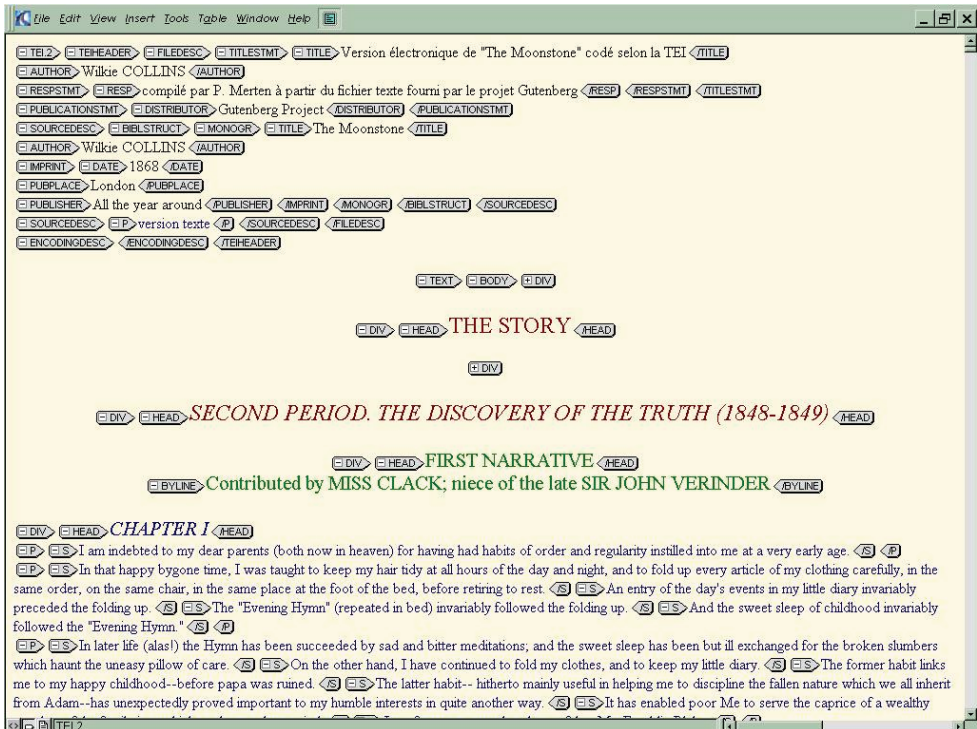 File Edit View Insert Tools Table Window Help
TEI.2 TEIHEADER FILEDESC TITLESTMT TITLE Version électronique de "The Moonstone" codé selon la TEI /TITLE
AUTHOR Wilkie COLLINS /AUTHOR
RESPSTMT RESP compilé par P. Merten à partir du fichier texte fourni par le projet Gutenberg /RESP /RESPSTMT /TITLESTMT
PUBLICATIONSTMT DISTRIBUTOR Gutenberg Project /DISTRIBUTOR /PUBLICATIONSTMT
SOURCEDESC BIBLSTRUCT MONOGR TITLE The Moonstone /TITLE
AUTHOR Wilkie COLLINS /AUTHOR
IMPRINT DATE 1868 /DATE
PUBPLACE London /PUBPLACE
PUBLISHER All the year around /PUBLISHER /IMPRINT /MONOGR /BIBLSTRUCT /SOURCEDESC
SOURCEDESC P version texte /P /SOURCEDESC /FILEDESC
ENCODINGDESC /ENCODINGDESC /TEIHEADER
TEXT BODY DIV
DIV HEAD THE STORY /HEAD
DIV
DIV HEAD SECOND PERIOD. THE DISCOVERY OF THE TRUTH (1848-1849) /HEAD
DIV HEAD FIRST NARRATIVE /HEAD
BYLINE Contributed by MISS CLACK; niece of the late SIR JOHN VERINDER /BYLINE
DIV HEAD CHAPTER I /HEAD
P S I am indebted to my dear parents (both now in heaven) for having had habits of order and regularity instilled into me at a very early age. /S /P
P S In that happy bygone time, I was taught to keep my hair tidy at all hours of the day and night, and to fold up every article of my clothing carefully, in the
same order, on the same chair, in the same place at the foot of the bed, before retiring to rest. /S S An entry of the day's events in my little diary invariably
preceded the folding up. /S S The "Evening Hymn" (repeated in bed) invariably followed the folding up. /S S And the sweet sleep of childhood invariably
followed the "Evening Hymn." /S /P
P S In later life (alas!) the Hymn has been succeeded by sad and bitter meditations; and the sweet sleep has been but ill exchanged for the broken slumbers
which haunt the uneasy pillow of care. /S S On the other hand, I have continued to fold my clothes, and to keep my little diary. /S S The former habit links
me to my happy childhood--before papa was ruined. /S S The latter habit-- hitherto mainly useful in helping me to discipline the fallen nature which we all inherit
from Adam--has unexpectedly proved important to my humble interests in quite another way. /S S It has enabled poor Me to serve the caprice of a wealthy
TEI.2